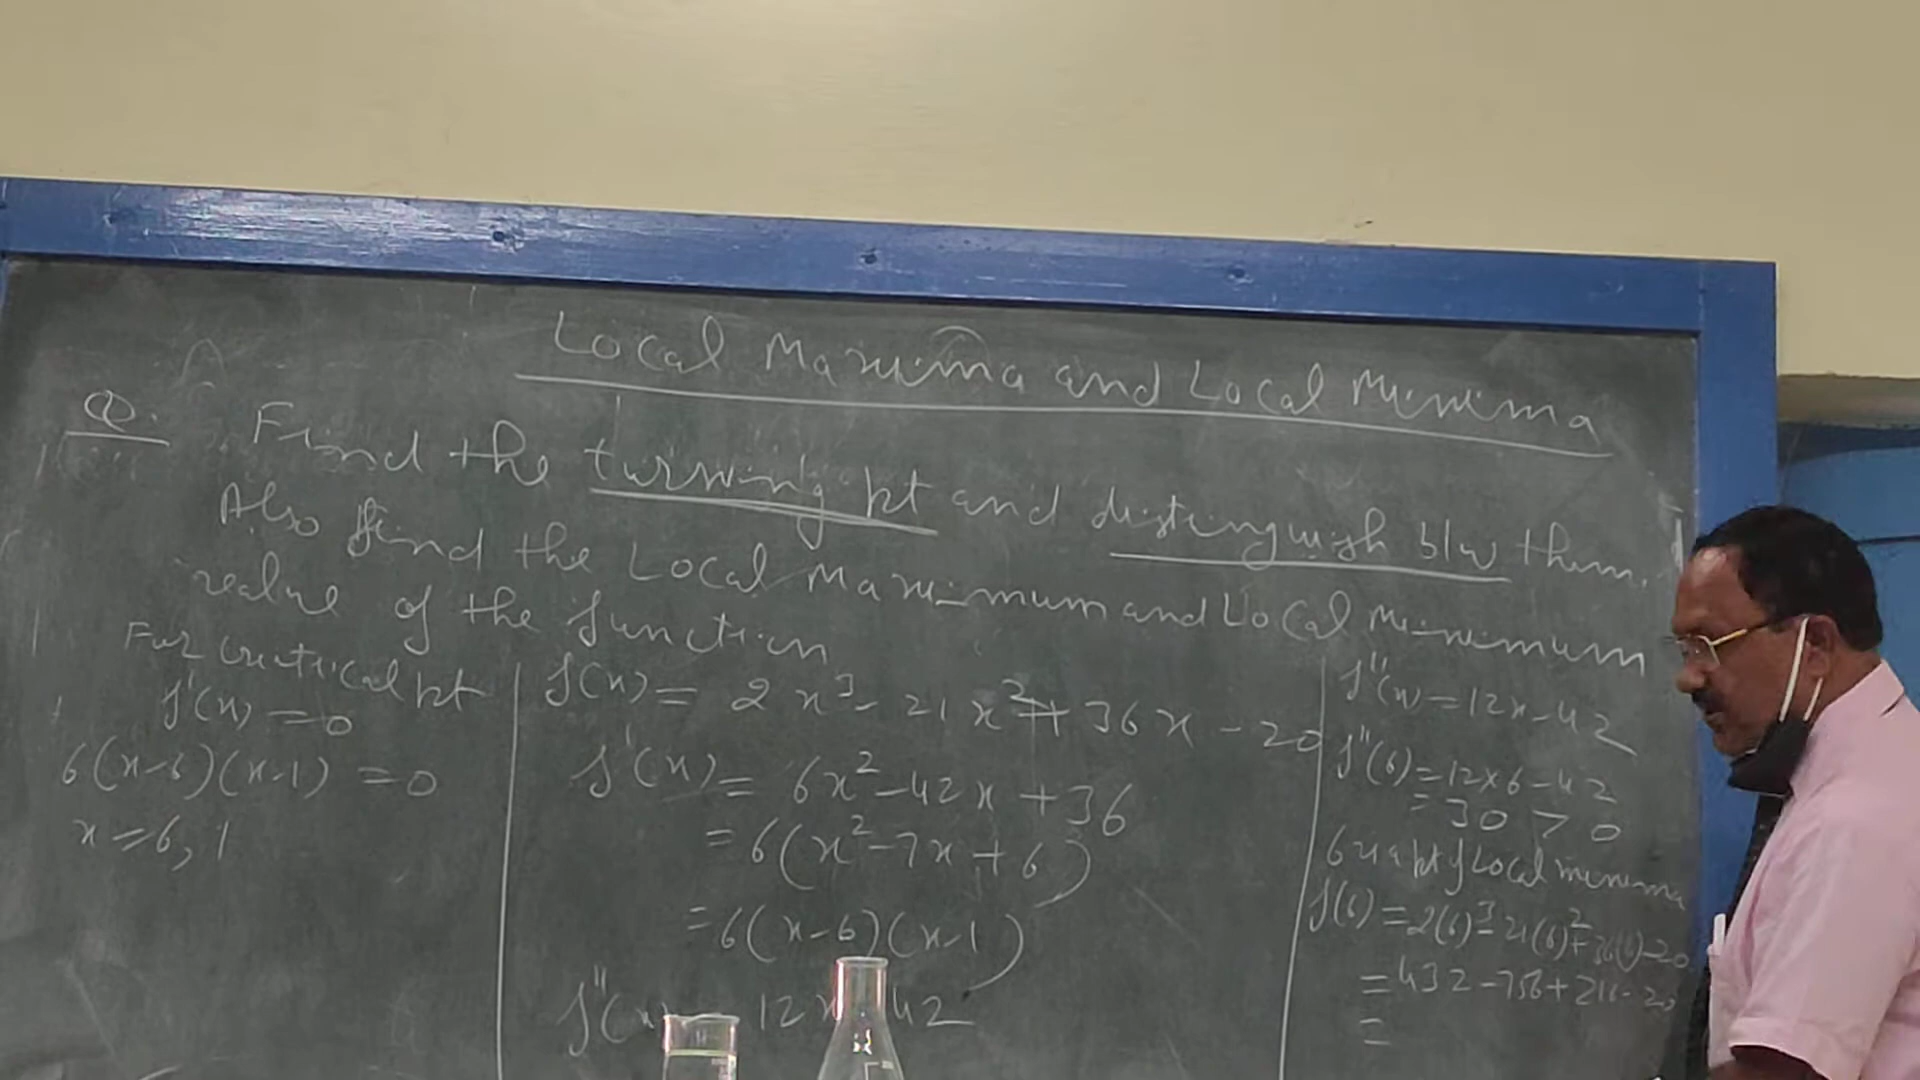 Local Maxima and Local Minima
Q. Find the turning pt and distinguish b/w them.
Also find the Local Maximum and Local Minimum
value of the function
For critical pt
f'(x) = 0
6(x-6)(x-1) = 0
x = 6, 1
f(x) = 2x³ - 21x² + 36x - 20
f'(x) = 6x² - 42x + 36
= 6(x² - 7x + 6)
= 6(x-6)(x-1)
f''(x) = 12x 42
f''(x) = 12x - 42
f''(6) = 12×6 - 42
= 30 > 0
6 is a pt of Local minima
f(6) = 2(6)³ - 21(6)² + 36(6) - 20
= 432 - 756 + 216 - 20
=